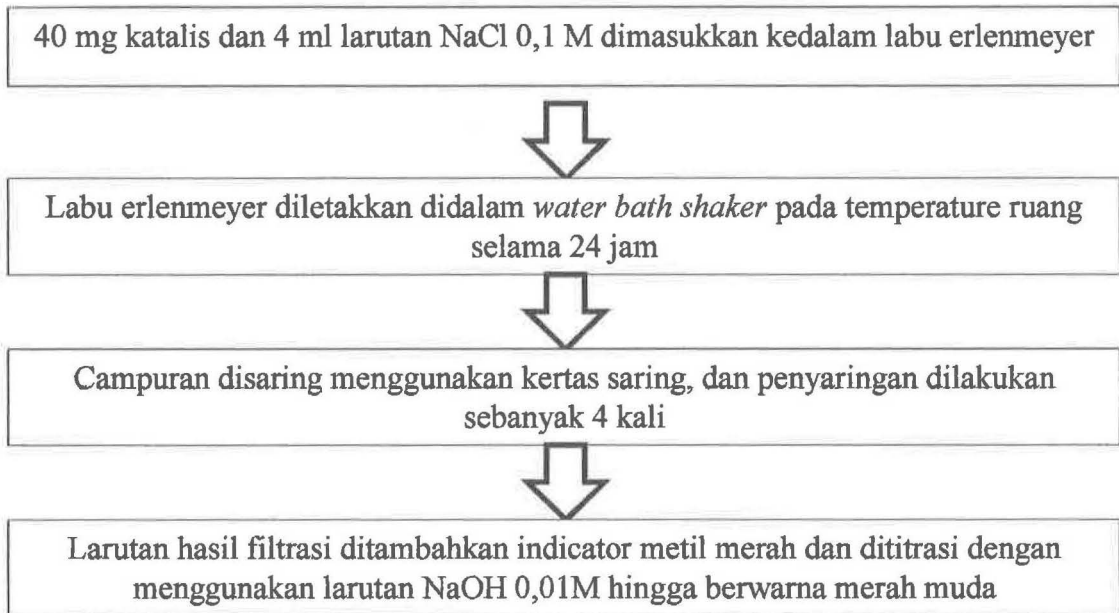 40 mg katalis dan 4 ml larutan NaCl 0,1 M dimasukkan kedalam labu erlenmeyer
Labu erlenmeyer diletakkan didalam water bath shaker pada temperature ruang
selama 24 jam
Campuran disaring menggunakan kertas saring, dan penyaringan dilakukan
sebanyak 4 kali
Larutan hasil filtrasi ditambahkan indicator metil merah dan dititrasi dengan
menggunakan larutan NaOH 0,01M hingga berwarna merah muda